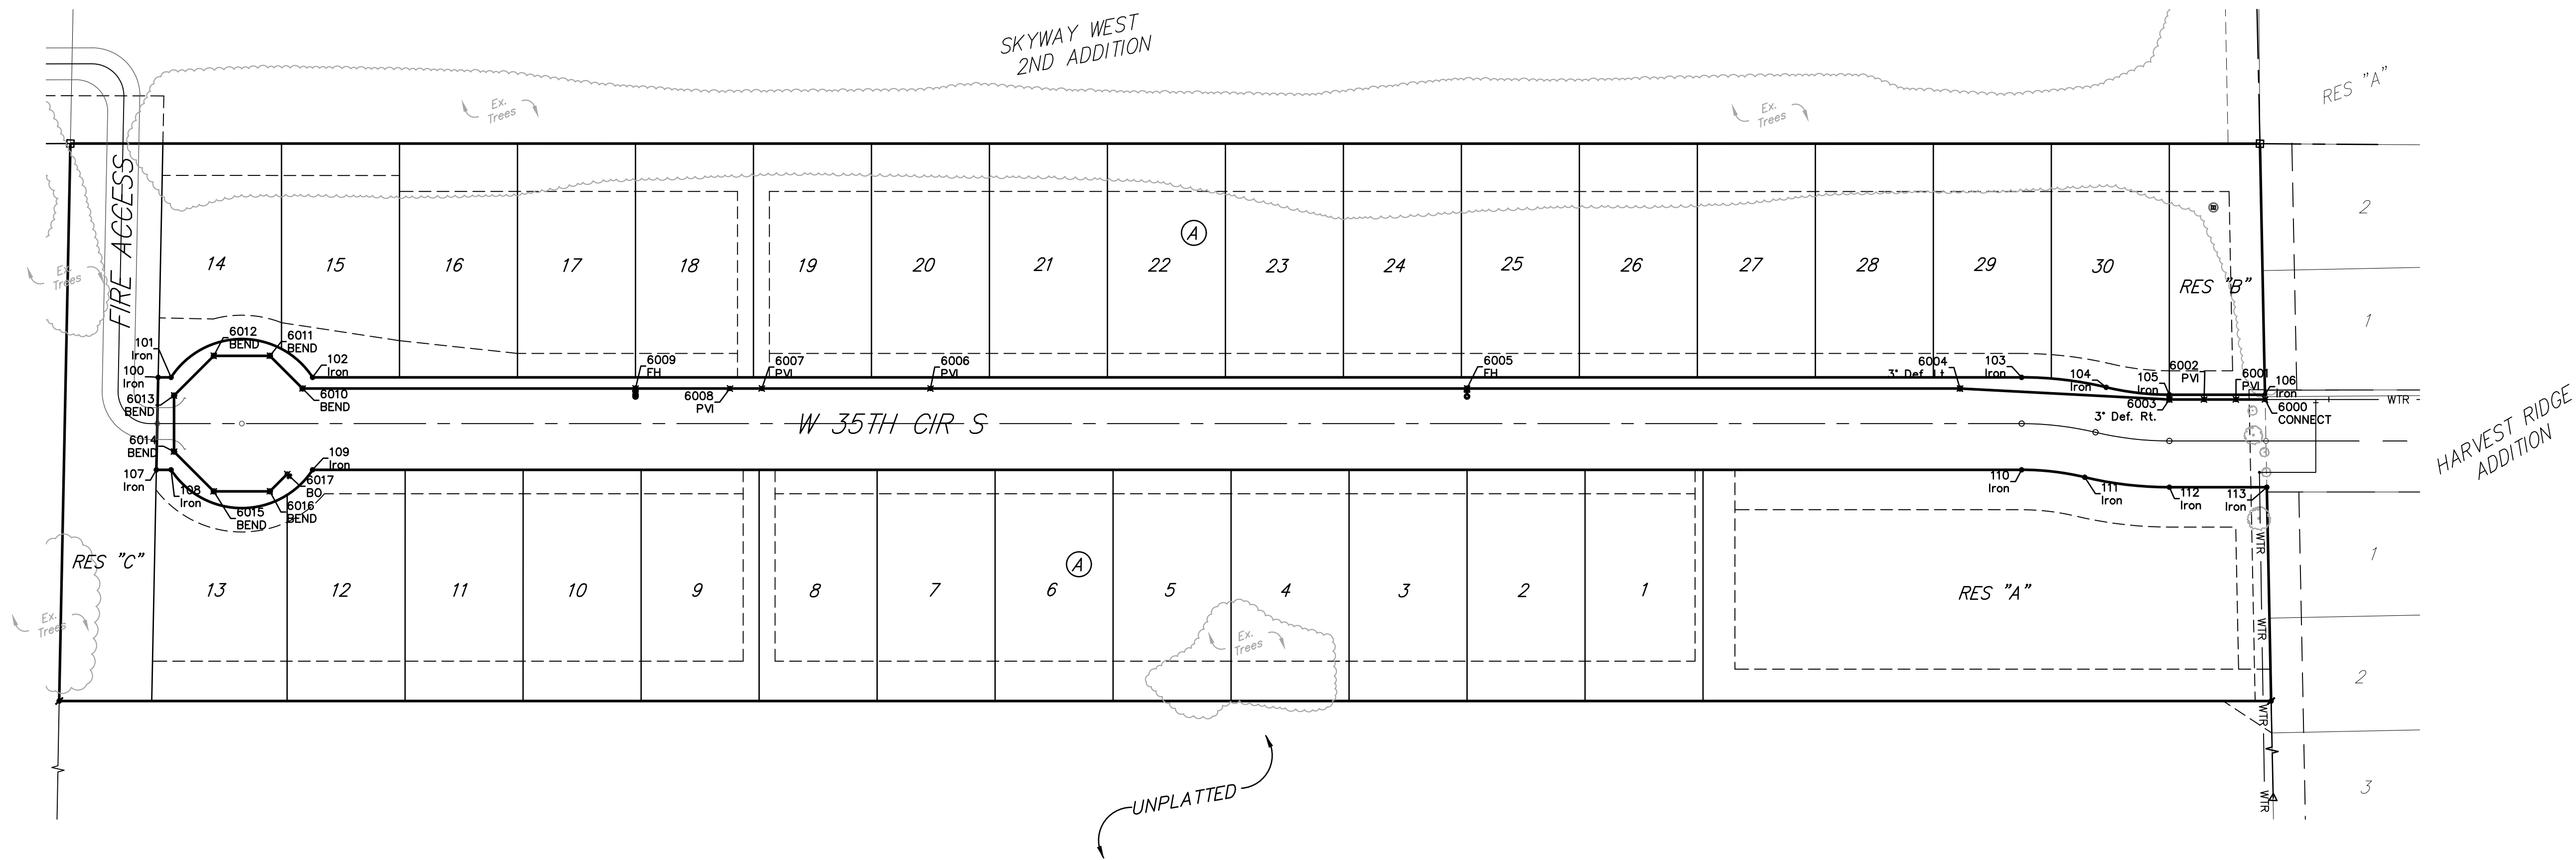 SKYWAY WEST
2ND ADDITION
RES "A"
Ex.
Trees
Ex.
Trees
FIRE ACCESS
14
15
16
17
18
19
20
21
22
23
24
25
26
27
28
29
30
RES "B"
A
2
1
Ex.
Trees
101
Iron
100
Iron
6012
BEND
6011
BEND
102
Iron
6013
BEND
6010
BEND
6009
FH
6008
PVI
6007
PVI
6006
PVI
6005
FH
6004
3° Def. Lt.
103
Iron
104
Iron
105
Iron
6002
PVI
6001
PVI
106
Iron
6003
3° Def. Rt.
6000
CONNECT
WTR
W 35TH CIR S
HARVEST RIDGE
ADDITION
6014
BEND
107
Iron
108
Iron
6015
BEND
6016
BEND
6017
BO
109
Iron
110
Iron
111
Iron
112
Iron
113
Iron
RES "C"
13
12
11
10
9
8
7
6
5
4
3
2
1
RES "A"
A
1
2
3
Ex.
Trees
Ex.
Trees
WTR
WTR
WTR
WTR
UNPLATTED